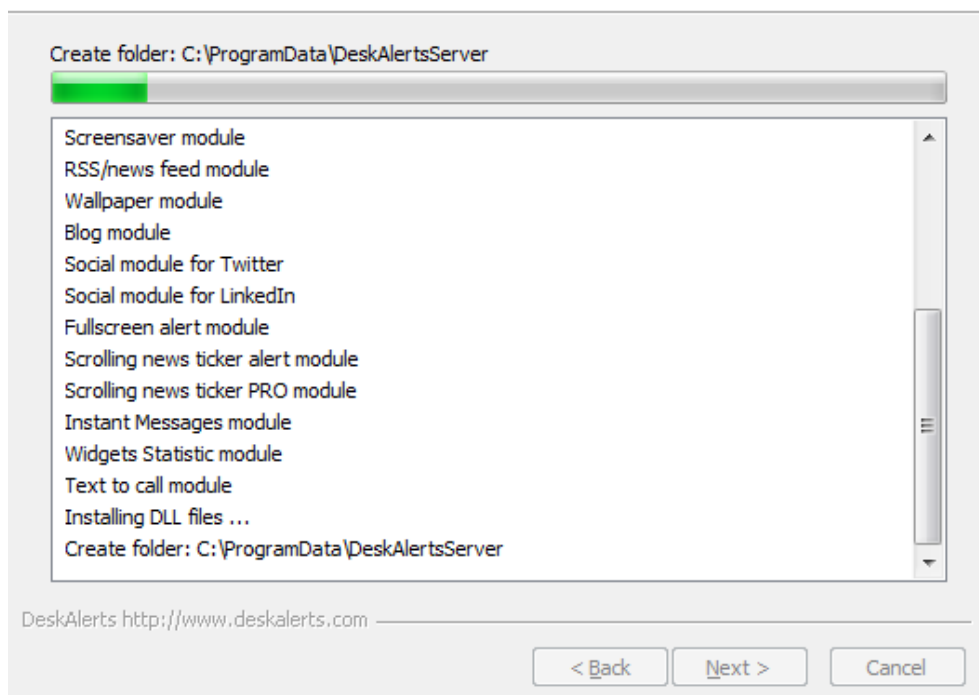 Create folder: C:\ProgramData\DeskAlertsServer
Screensaver module
RSS/news feed module
Wallpaper module
Blog module
Social module for Twitter
Social module for LinkedIn
Fullscreen alert module
Scrolling news ticker alert module
Scrolling news ticker PRO module
Instant Messages module
Widgets Statistic module
Text to call module
Installing DLL files ...
Create folder: C:\ProgramData\DeskAlertsServer
DeskAlerts http://www.deskalerts.com
< Back Next > Cancel